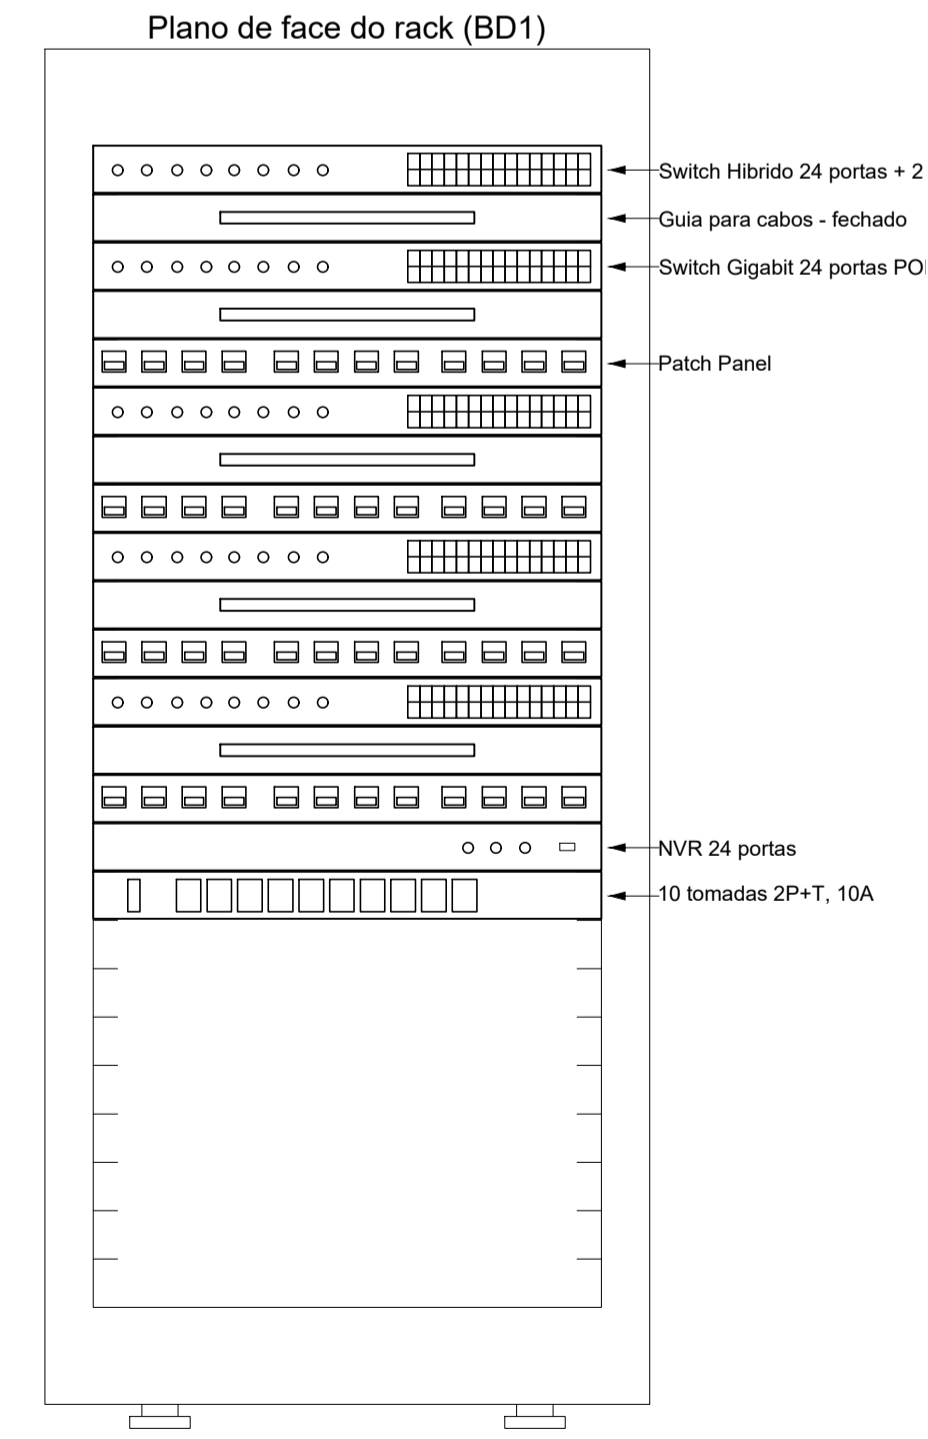 Plano de face do rack (BD1)
Switch Hibrido 24 portas + 2
Guia para cabos - fechado
Switch Gigabit 24 portas
Patch Panel
NVR 24 portas
10 tomadas 2P+T, 10A